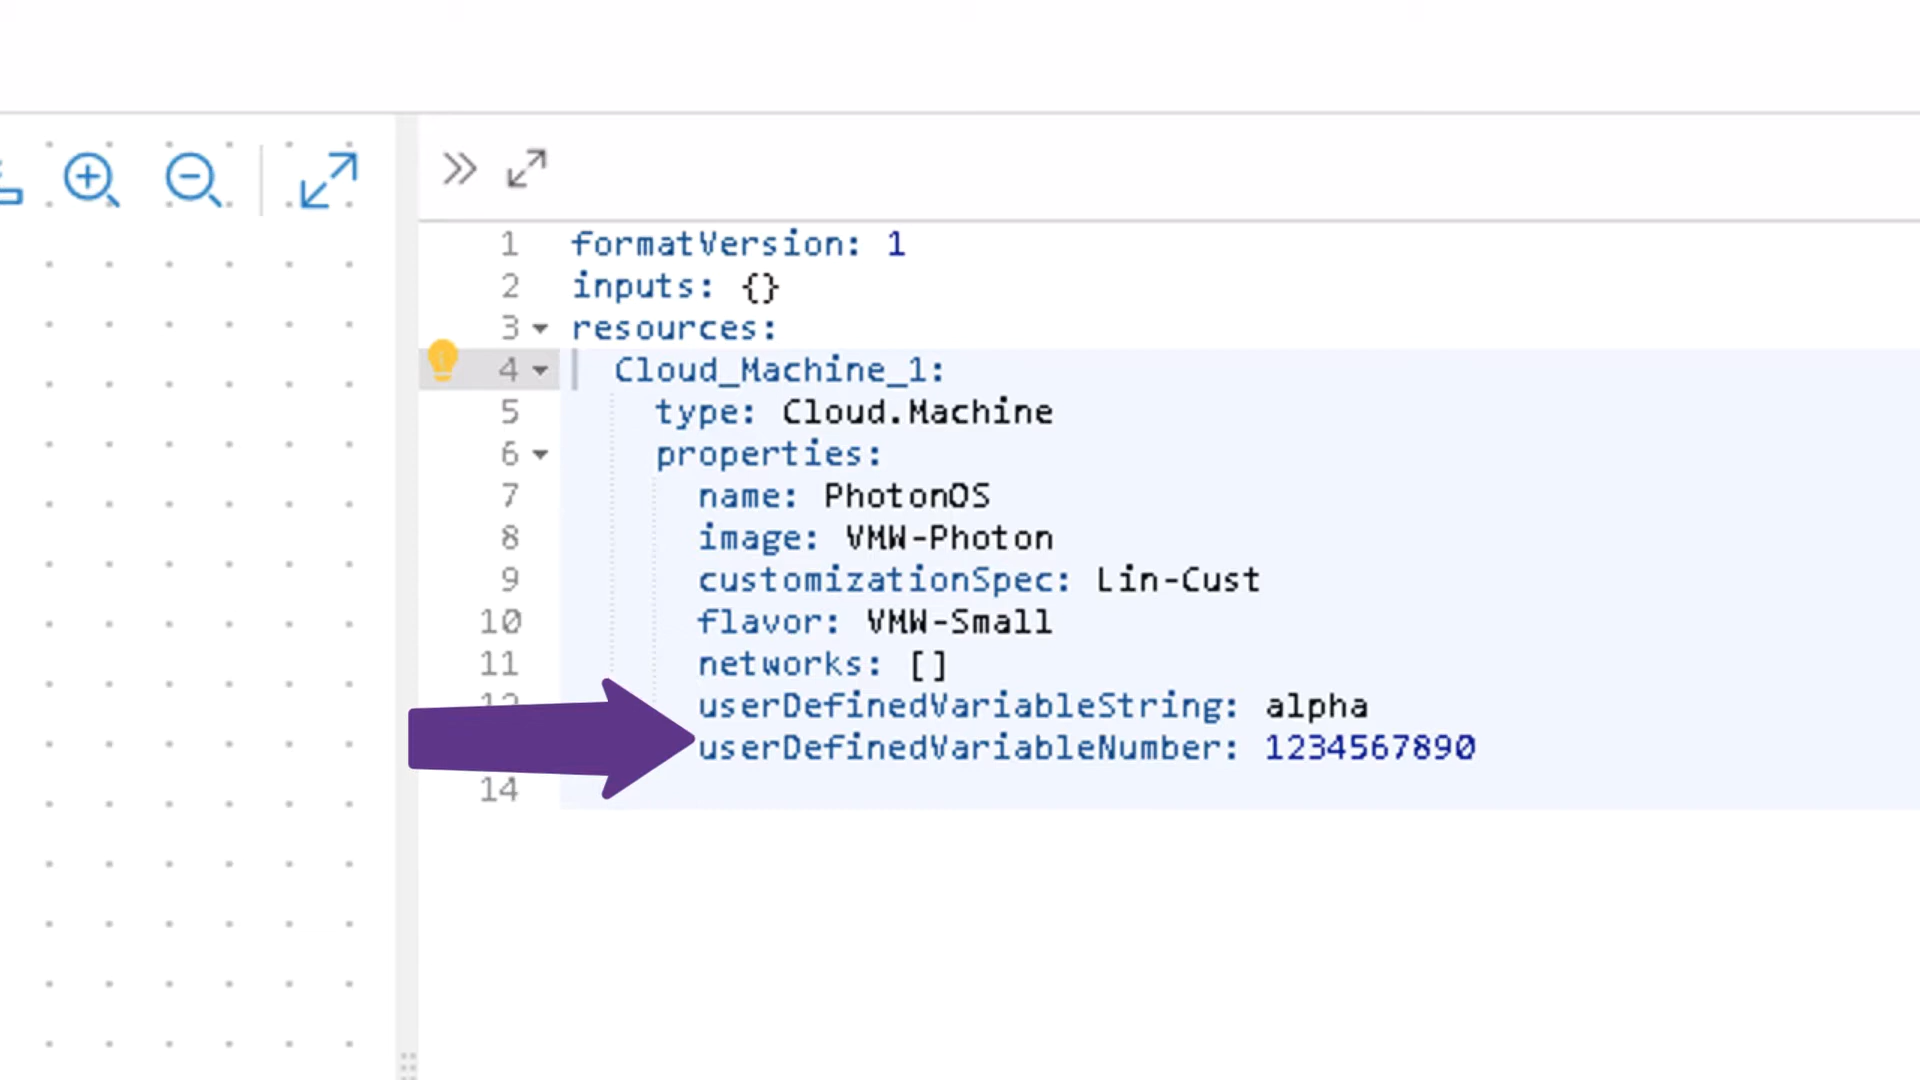 1 formatVersion: 1
2 inputs: {}
3 resources:
4 Cloud_Machine_1:
5 type: Cloud.Machine
6 properties:
7 name: PhotonOS
8 image: VMW-Photon
9 customizationSpec: Lin-Cust
10 flavor: VMW-Small
11 networks: []
12 userDefinedVariableString: alpha
userDefinedVariableNumber: 1234567890
14